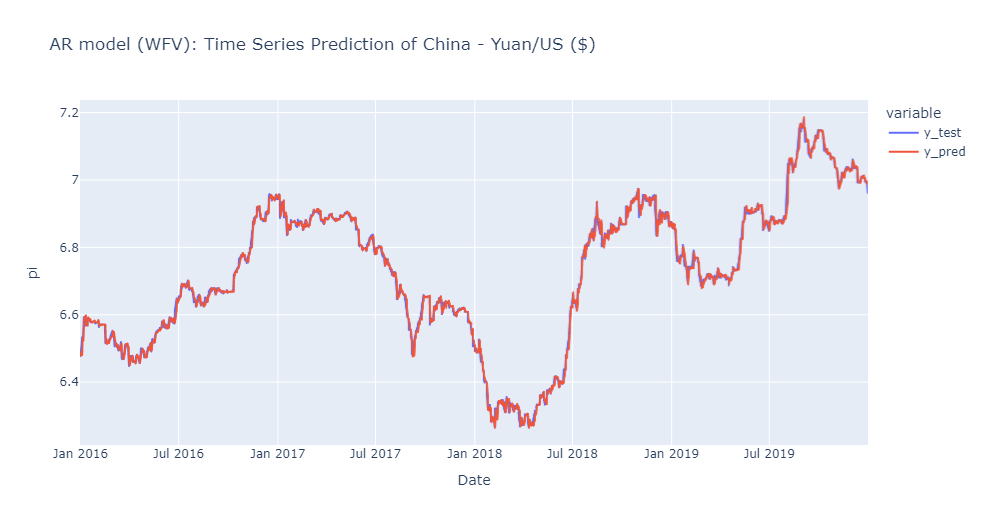 AR model (WFV): Time Series Prediction of China - Yuan/US ($)
variable
y_test
y_pred
7.2
7
6.8
6.6
6.4
pi
Jan 2016
Jul 2016
Jan 2017
Jul 2017
Jan 2018
Jul 2018
Jan 2019
Jul 2019
Date